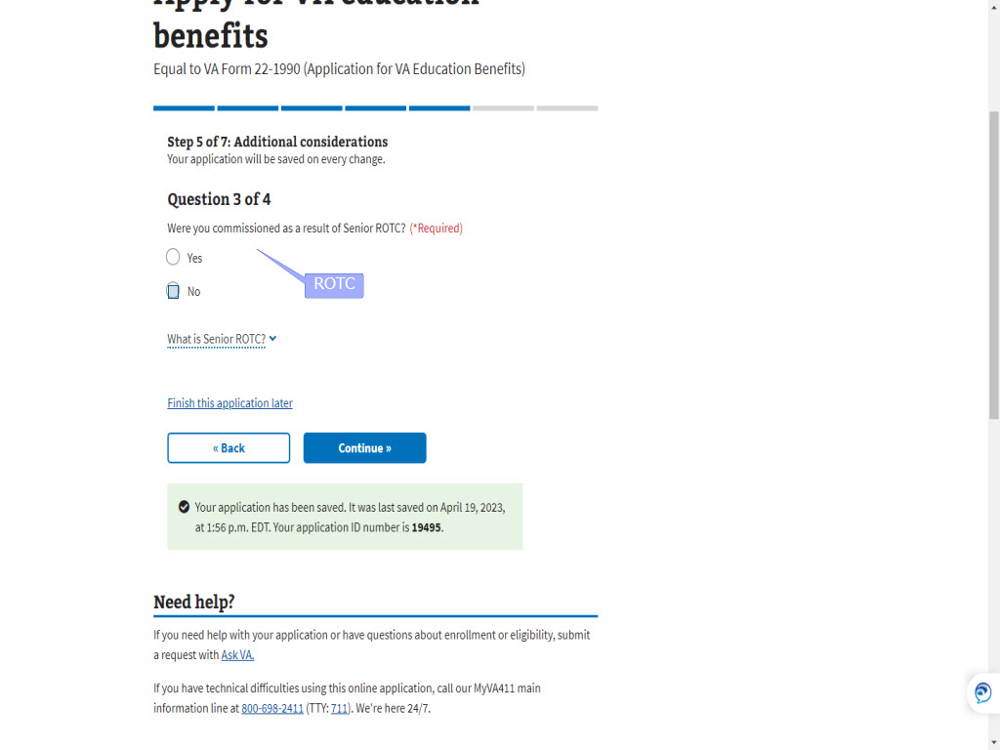 Apply for VA education
benefits
Equal to VA Form 22-1990 (Application for VA Education Benefits)
Step 5 of 7: Additional considerations
Your application will be saved on every change.
Question 3 of 4
Were you commissioned as a result of Senior ROTC? (*Required)
Yes
ROTC
No
What is Senior ROTC?
Finish this application later
« Back
Continue »
Your application has been saved. It was last saved on April 19, 2023,
at 1:56 p.m. EDT. Your application ID number is 19495.
Need help?
If you need help with your application or have questions about enrollment or eligibility, submit
a request with Ask VA.
If you have technical difficulties using this online application, call our MyVA411 main
information line at 800-698-2411 (TTY: 711). We're here 24/7.